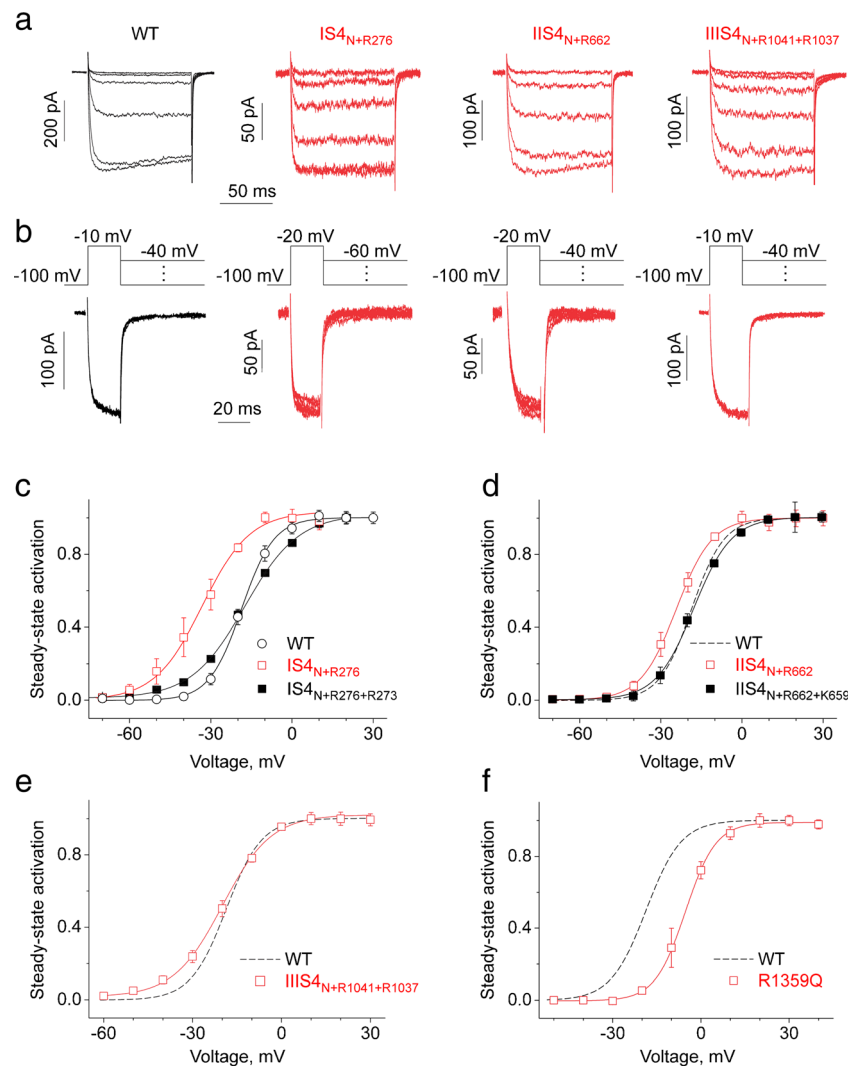 a
WT
IS4N+R276
IIS4N+R662
IIIS4N+R1041+R1037
200 pA
50 pA
100 pA
100 pA
50 ms
b
-10 mV
-40 mV
-100 mV
-20 mV
-60 mV
-100 mV
-20 mV
-40 mV
-100 mV
-10 mV
-40 mV
-100 mV
100 pA
50 pA
50 pA
100 pA
20 ms
c
Steady-state activation
0.8
0.4
0.0
-60
-30
0
30
Voltage, mV
WT
IS4N+R276
IS4N+R276+R273
d
Steady-state activation
0.8
0.4
0.0
-60
-30
0
30
Voltage, mV
WT
IIS4N+R662
IIS4N+R662+K659
e
Steady-state activation
0.8
0.4
0.0
-60
-30
0
30
Voltage, mV
WT
IIIS4N+R1041+R1037
f
Steady-state activation
0.8
0.4
0.0
-40
0
40
Voltage, mV
WT
R1359Q